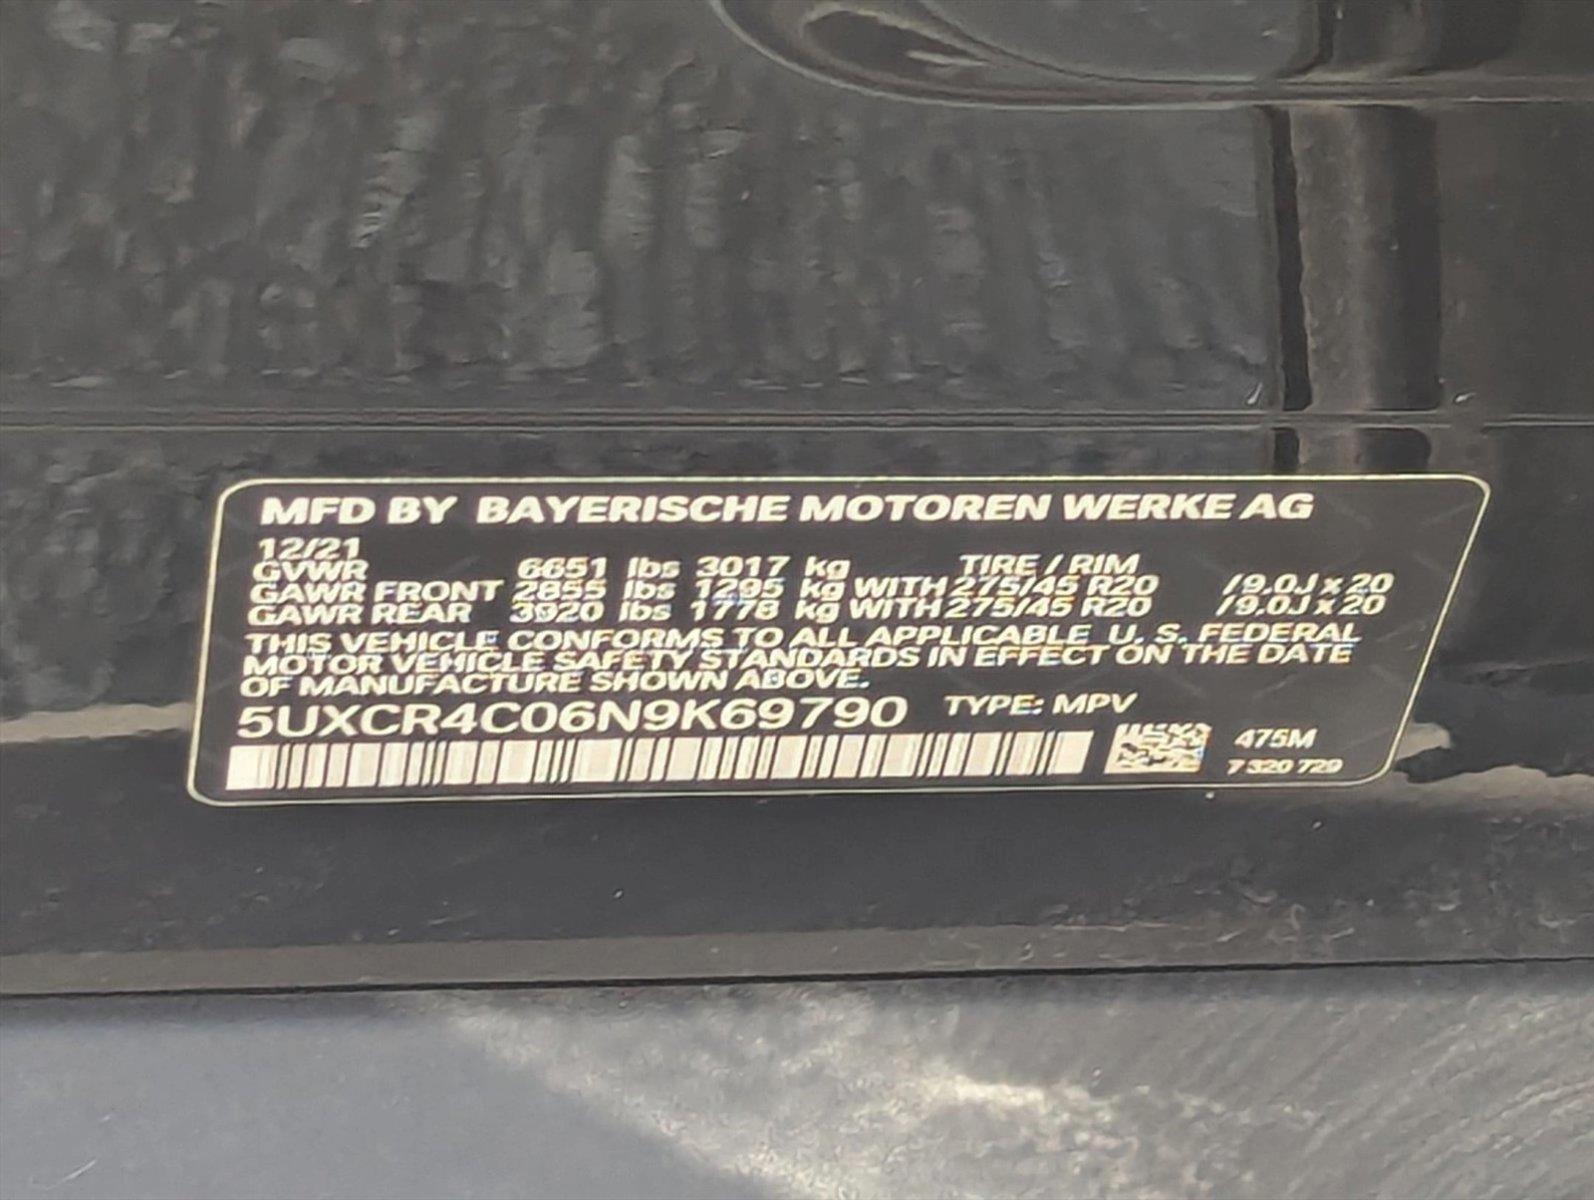 MFD BY BAYERISCHE MOTOREN WERKE AG
12/21
GVWR 6651 lbs 3017 kg TIRE / RIM
GAWR FRONT 2855 lbs 1295 kg WITH 275/45 R20 /9.0J x 20
GAWR REAR 3920 lbs 1778 kg WITH 275/45 R20 /9.0J x 20
THIS VEHICLE CONFORMS TO ALL APPLICABLE U. S. FEDERAL
MOTOR VEHICLE SAFETY STANDARDS IN EFFECT ON THE DATE
OF MANUFACTURE SHOWN ABOVE.
5UXCR4C06N9K69790 TYPE: MPV
475M
7 320 729